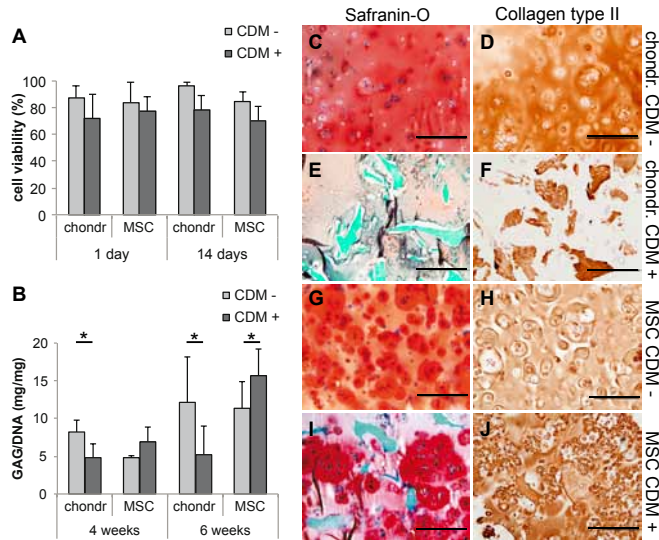 A
CDM -
CDM +
cell viability (%)
120
100
80
60
40
20
0
chondr MSC chondr MSC
1 day 14 days
B
CDM -
CDM +
GAG/DNA (mg/mg)
20
15
10
5
0
* * *
chondr MSC chondr MSC
4 weeks 6 weeks
Safranin-O Collagen type II
C D chondr. CDM -
E F chondr. CDM +
G H MSC CDM -
I J MSC CDM +